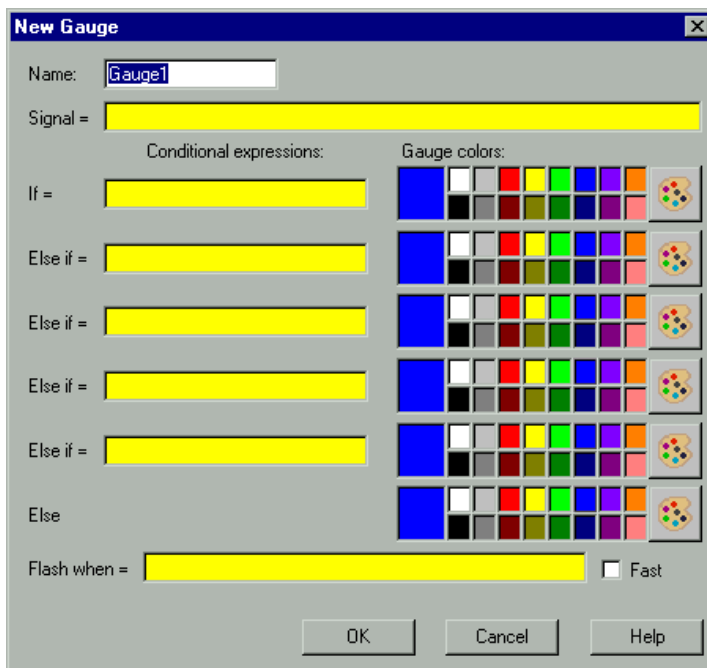 New Gauge
Name: Gauge1
Signal =
Conditional expressions: Gauge colors:
If =
Else if =
Else if =
Else if =
Else if =
Else
Flash when = Fast
OK Cancel Help